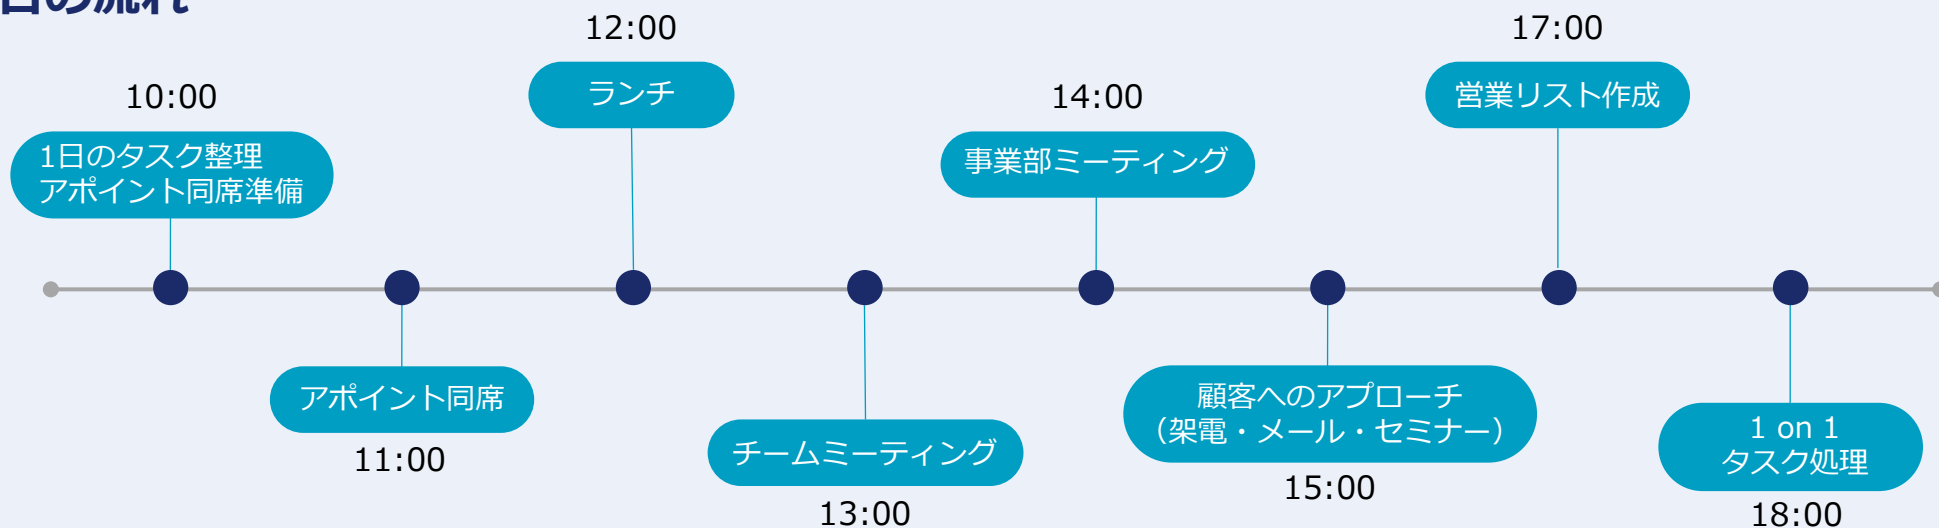 日の流れ
10:00
1日のタスク整理
アポイント同席準備
アポイント同席
11:00
12:00
ランチ
チームミーティング
13:00
14:00
事業部ミーティング
顧客へのアプローチ
（架電・メール・セミナー）
15:00
17:00
営業リスト作成
1 on 1
タスク処理
18:00